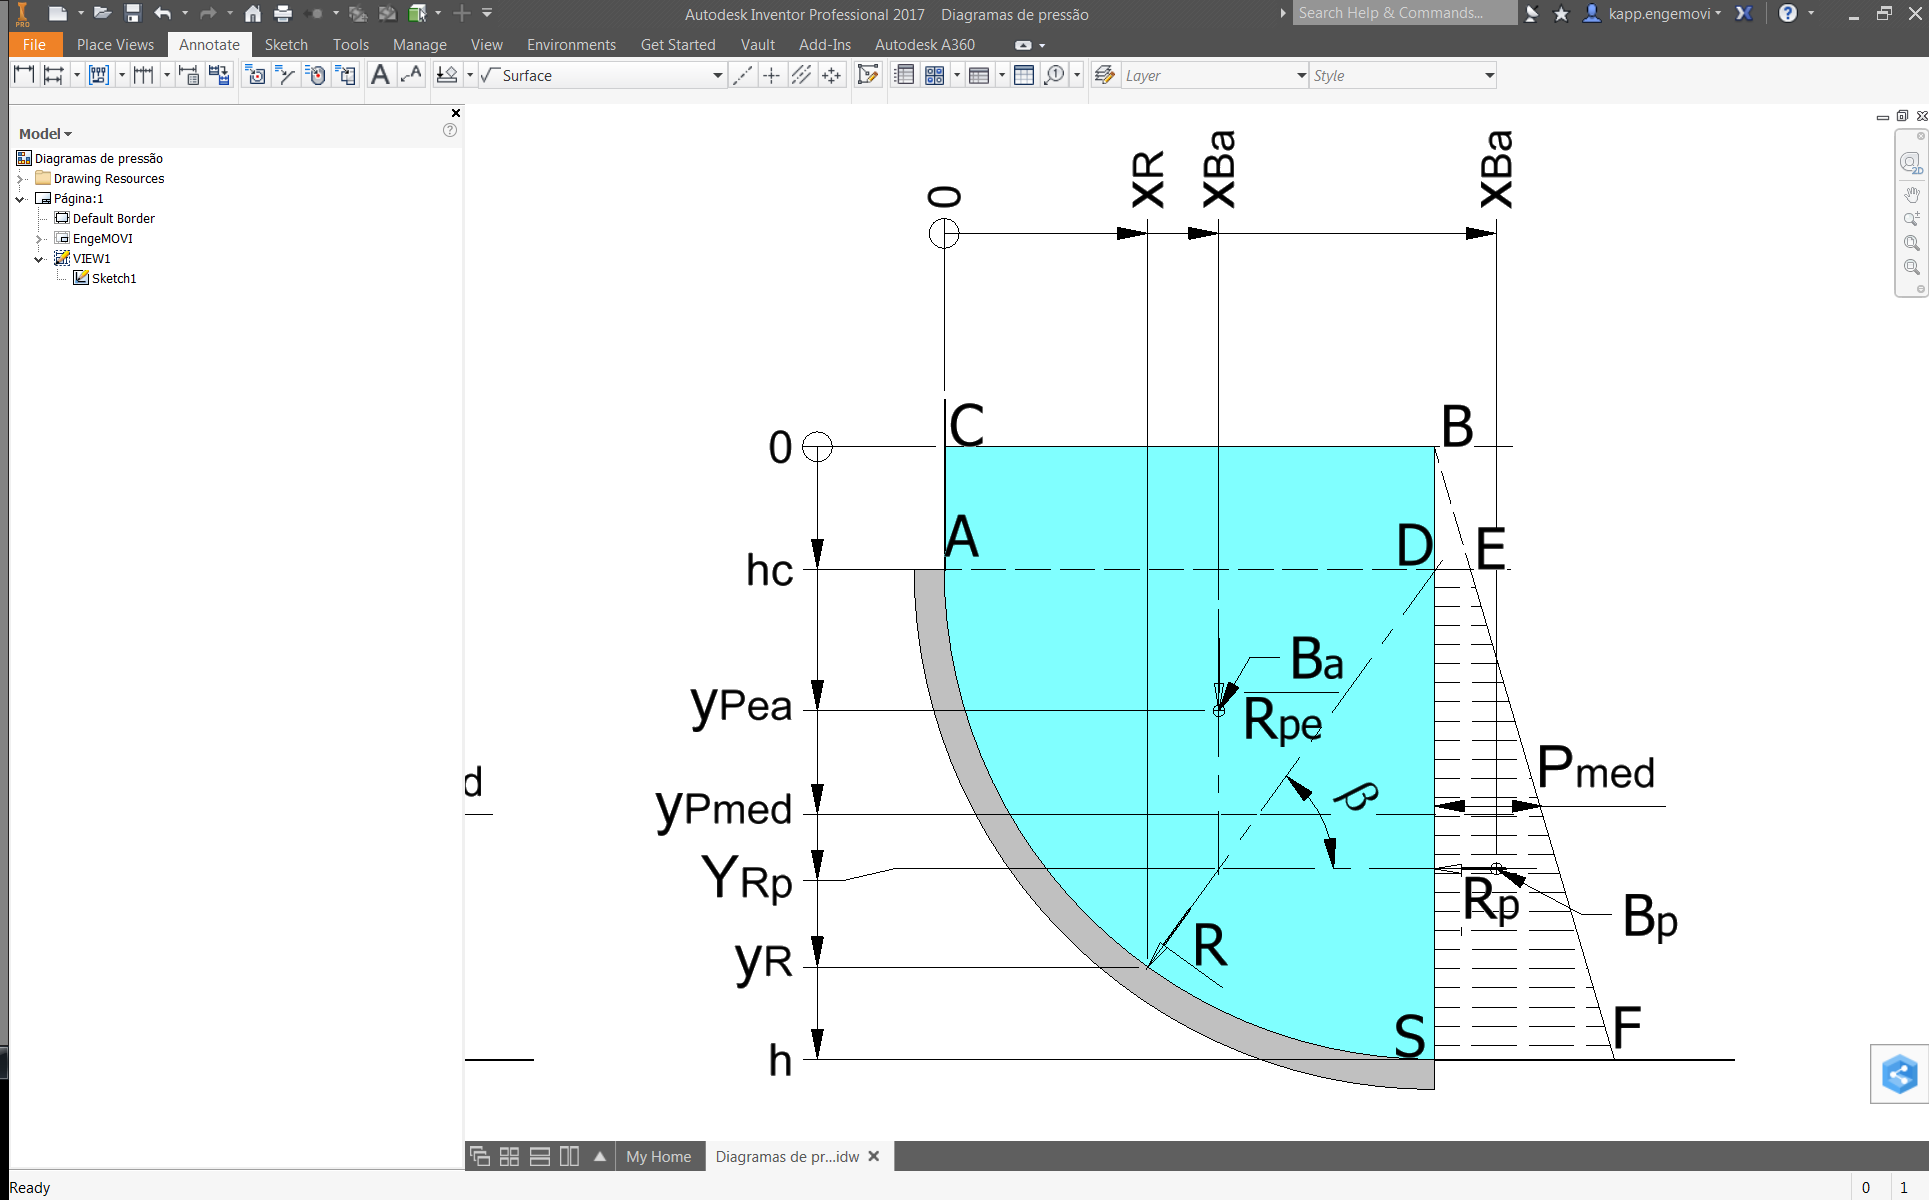 PRO
Autodesk Inventor Professional 2017 Diagramas de pressão
Search Help & Commands...
kapp.engemovi
File Place Views Annotate Sketch Tools Manage View Environments Get Started Vault Add-Ins Autodesk A360
Surface
Layer
Style
Model
Diagramas de pressão
Drawing Resources
Página:1
Default Border
EngeMOVI
VIEW1
Sketch1
2D
0
xR
xBa
xBa
C
B
0
A
D
E
hc
Ba
yPea
Rpe
Pmed
d
β
yPmed
YRp
Rp
Bp
yR
R
S
F
h
My Home
Diagramas de pr...idw
Ready
0 1